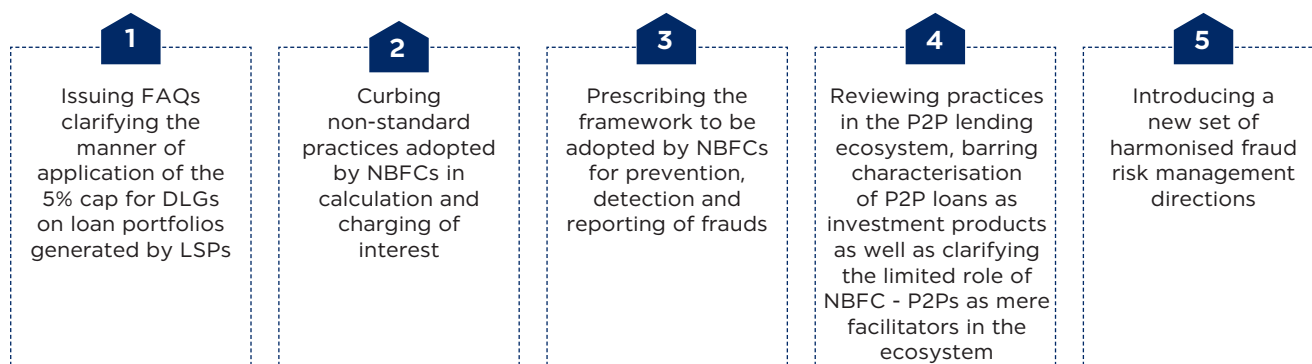 1
Issuing FAQs
clarifying the
manner of
application of the
5% cap for DLGs
on loan portfolios
generated by LSPs
2
Curbing
non-standard
practices adopted
by NBFCs in
calculation and
charging of
interest
3
Prescribing the
framework to be
adopted by NBFCs
for prevention,
detection and
reporting of frauds
4
Reviewing practices
in the P2P lending
ecosystem, barring
characterisation
of P2P loans as
investment products
as well as clarifying
the limited role of
NBFC - P2Ps as mere
facilitators in the
ecosystem
5
Introducing a
new set of
harmonised fraud
risk management
directions